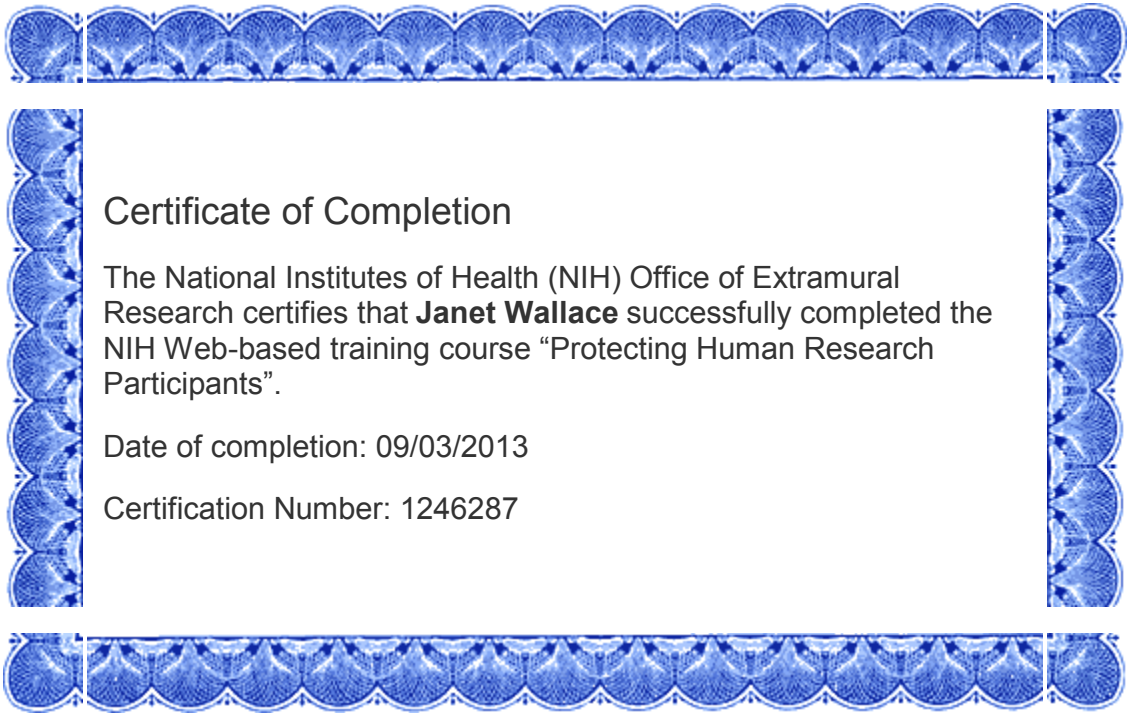 Certificate of Completion
The National Institutes of Health (NIH) Office of Extramural
Research certifies that Janet Wallace successfully completed the
NIH Web-based training course “Protecting Human Research
Participants”.
Date of completion: 09/03/2013
Certification Number: 1246287